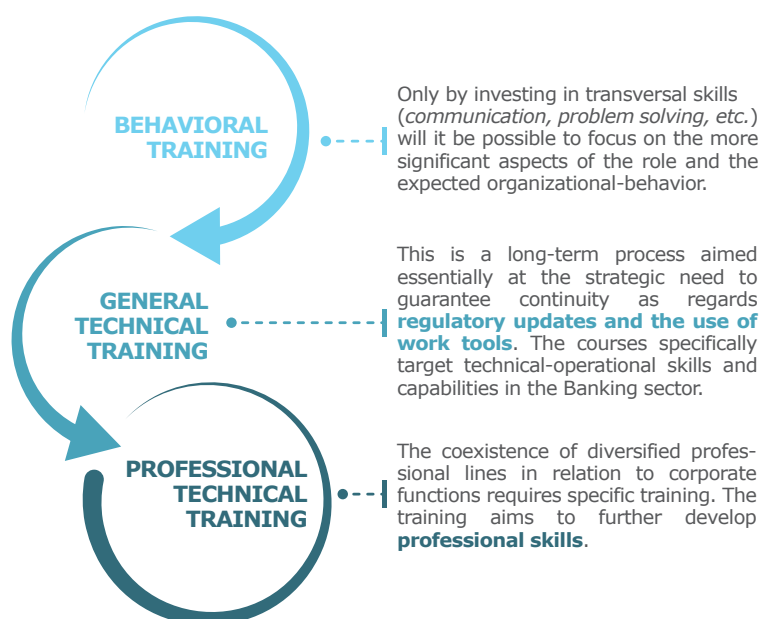 BEHAVIORAL
TRAINING
Only by investing in transversal skills
(communication, problem solving, etc.)
will it be possible to focus on the more
significant aspects of the role and the
expected organizational-behavior.
GENERAL
TECHNICAL
TRAINING
This is a long-term process aimed
essentially at the strategic need to
guarantee continuity as regards
regulatory updates and the use of
work tools. The courses specifically
target technical-operational skills and
capabilities in the Banking sector.
PROFESSIONAL
TECHNICAL
TRAINING
The coexistence of diversified profes-
sional lines in relation to corporate
functions requires specific training. The
training aims to further develop
professional skills.